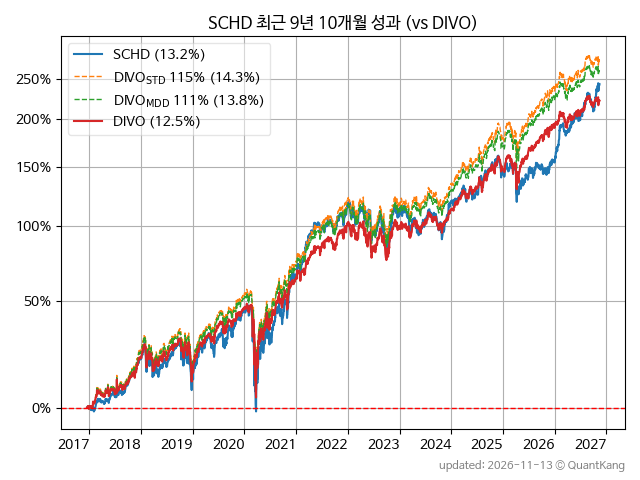 SCHD 최근 9년 10개월 성과 (vs DIVO)
SCHD (13.2%)
DIVO_STD 115% (14.3%)
DIVO_MDD 111% (13.8%)
DIVO (12.5%)
250%
200%
150%
100%
50%
0%
2017 2018 2019 2020 2021 2022 2023 2024 2025 2026 2027
updated: 2026-11-13 © QuantKang